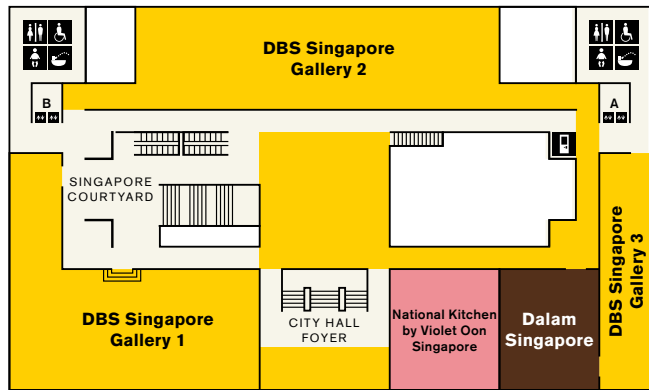 DBS Singapore
Gallery 2
B
A
SINGAPORE
COURTYARD
DBS Singapore
Gallery 3
DBS Singapore
Gallery 1
CITY HALL
FOYER
National Kitchen
by Violet Oon
Singapore
Dalam
Singapore